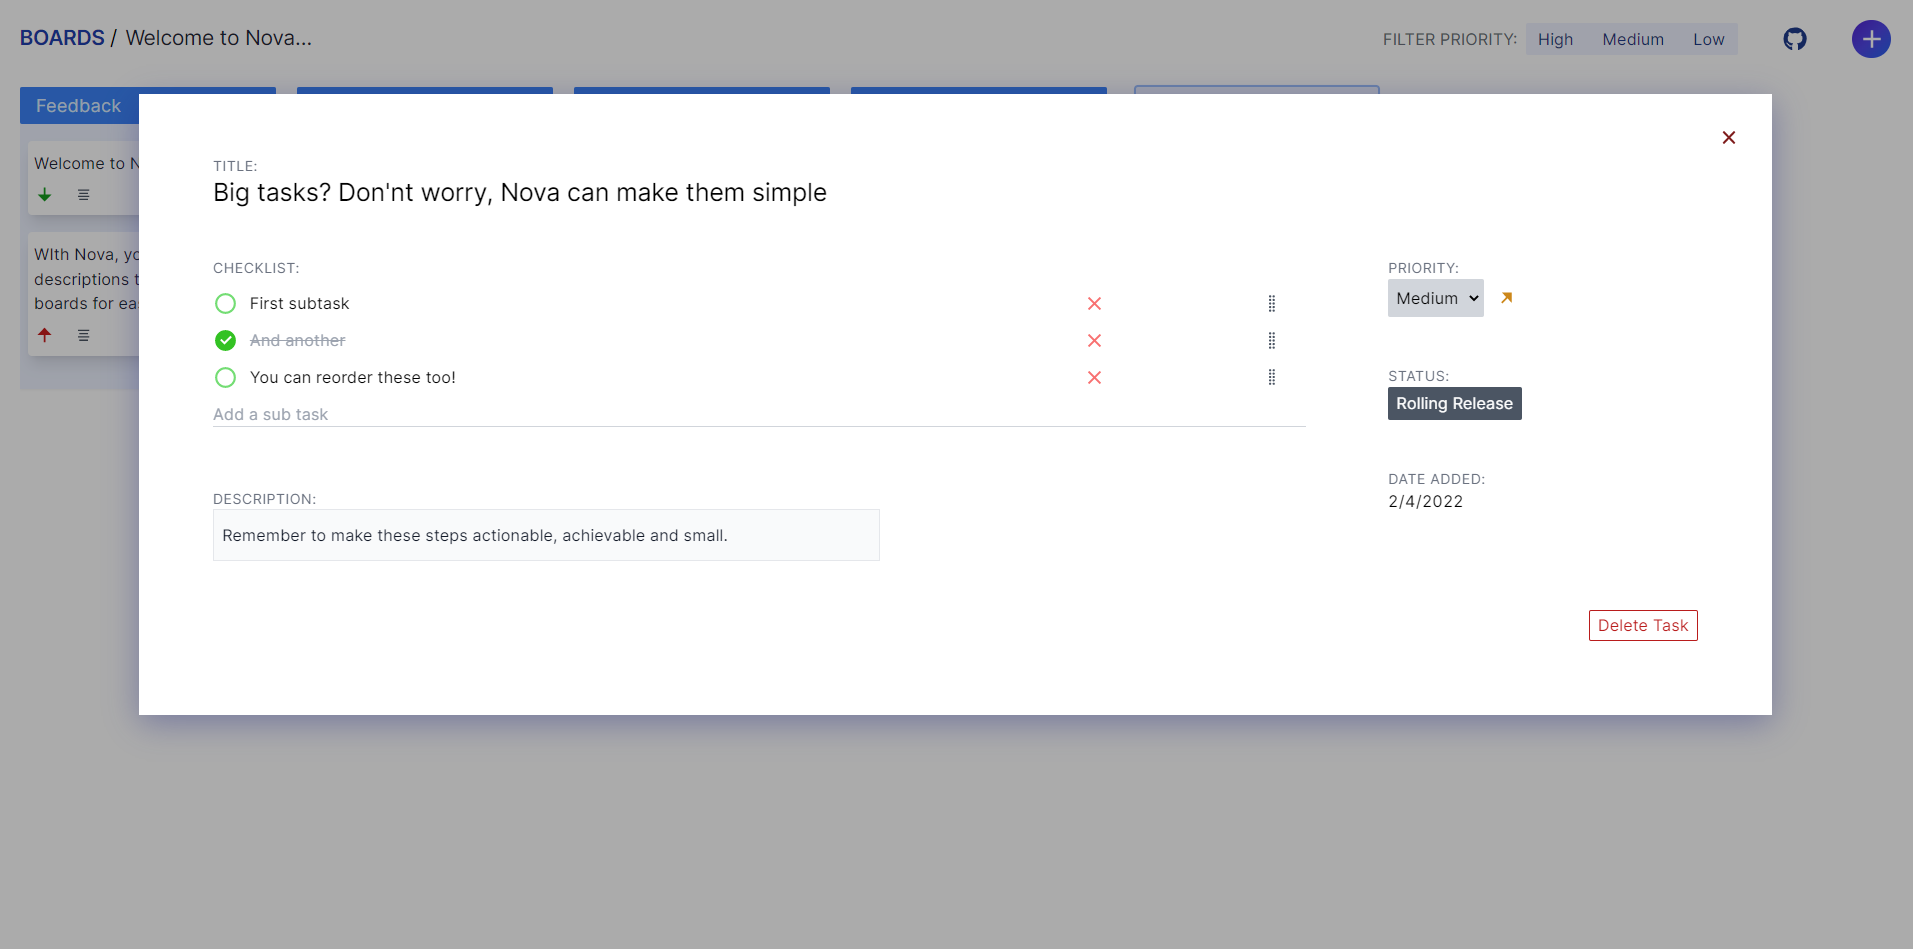 BOARDS / Welcome to Nova...
FILTER PRIORITY: High Medium Low
Feedback
Welcome to N
WIth Nova, yo
descriptions t
boards for ea
TITLE:
Big tasks? Don'nt worry, Nova can make them simple
CHECKLIST:
First subtask
And another
You can reorder these too!
Add a sub task
DESCRIPTION:
Remember to make these steps actionable, achievable and small.
PRIORITY:
Medium
STATUS:
Rolling Release
DATE ADDED:
2/4/2022
Delete Task